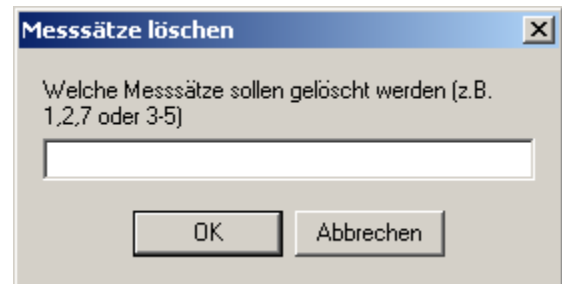 Messsätze löschen
Welche Messsätze sollen gelöscht werden (z.B.
1,2,7 oder 3-5)
OK Abbrechen